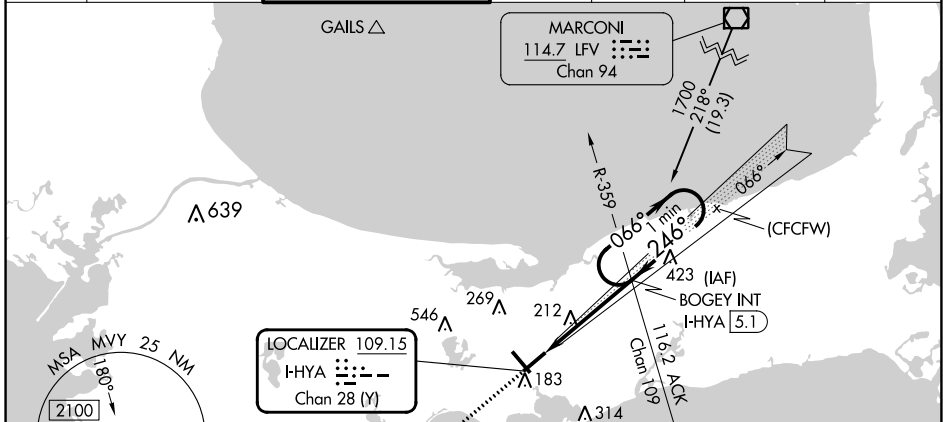 GAILS
MARCONI
114.7 LFV
Chan 94
1700
218°
(19.3)
R-359
066°
066°
1 min
246°
(CFCFW)
639
423
(IAF)
BOGEY INT
I-HYA 5.1
269
212
546
LOCALIZER 109.15
I-HYA
Chan 28 (Y)
183
116.2 ACK
Chan 109
314
MSA MVY 25 NM
180°
2100